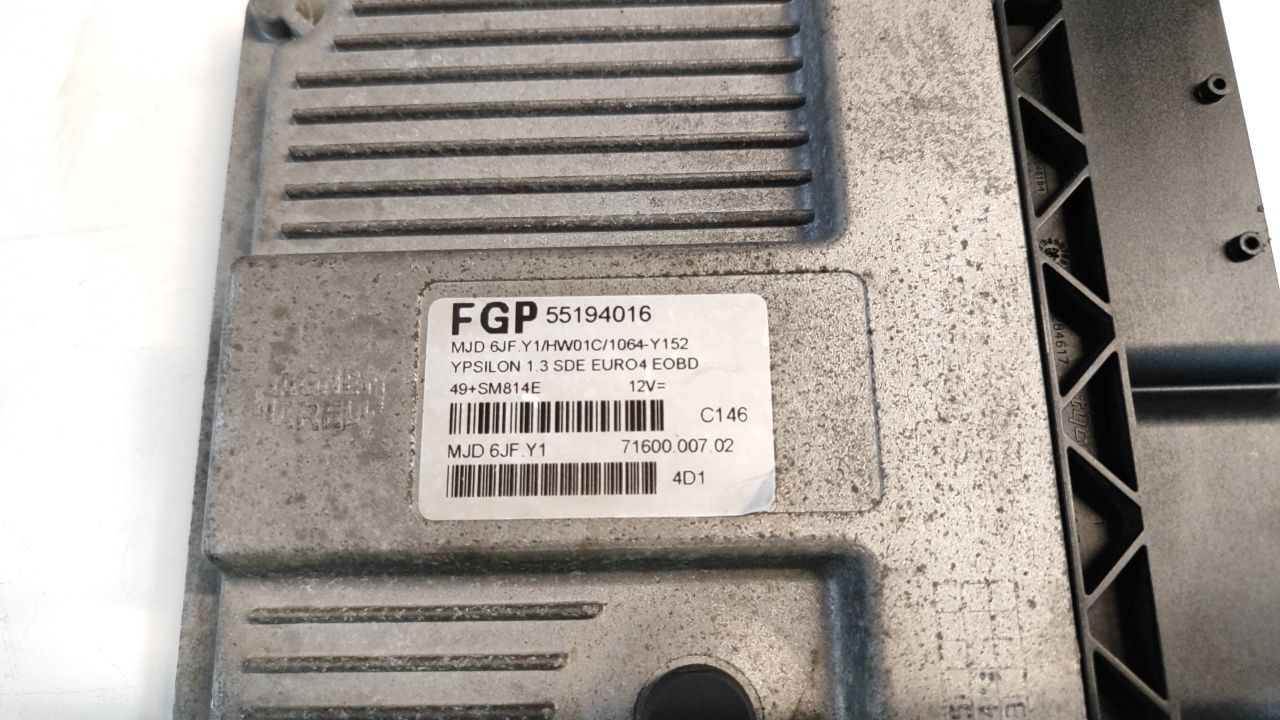 FGP 55194016
MJD 6JF.Y1/HW01C/1064-Y152
YPSILON 1.3 SDE EURO4 EOBD
49+SM814E 12V=
C146
MJD 6JF.Y1 71600.007.02
4D1
84617